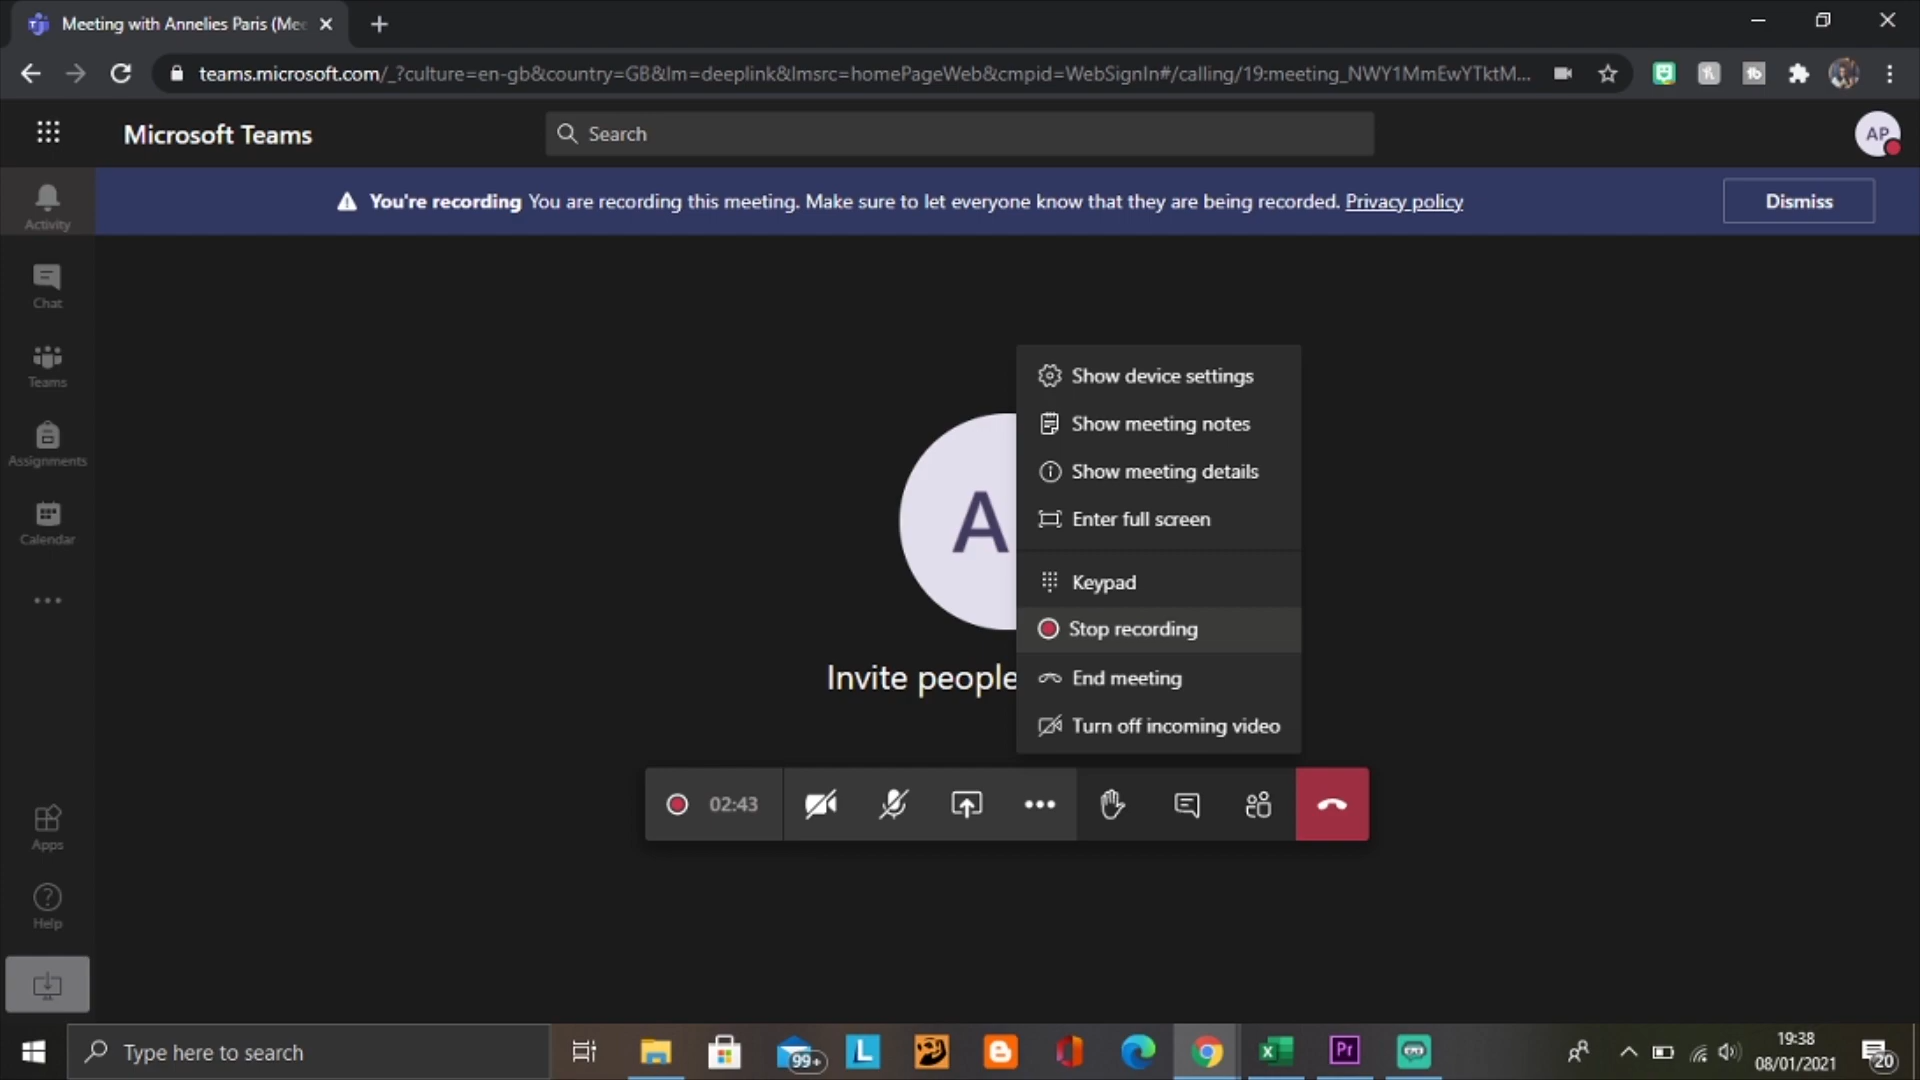 Meeting with Annelies Paris (Mee
teams.microsoft.com/_?culture=en-gb&country=GB&lm=deeplink&lmsrc=homePageWeb&cmpid=WebSignIn#/calling/19:meeting_NWY1MmEwYTktM...
Microsoft Teams
Search
AP
You're recording You are recording this meeting. Make sure to let everyone know that they are being recorded. Privacy policy
Dismiss
Activity
Chat
Teams
Assignments
Calendar
Apps
Help
A
Invite people
Show device settings
Show meeting notes
Show meeting details
Enter full screen
Keypad
Stop recording
End meeting
Turn off incoming video
02:43
Type here to search
99+
L
Pr
19:38
08/01/2021
20